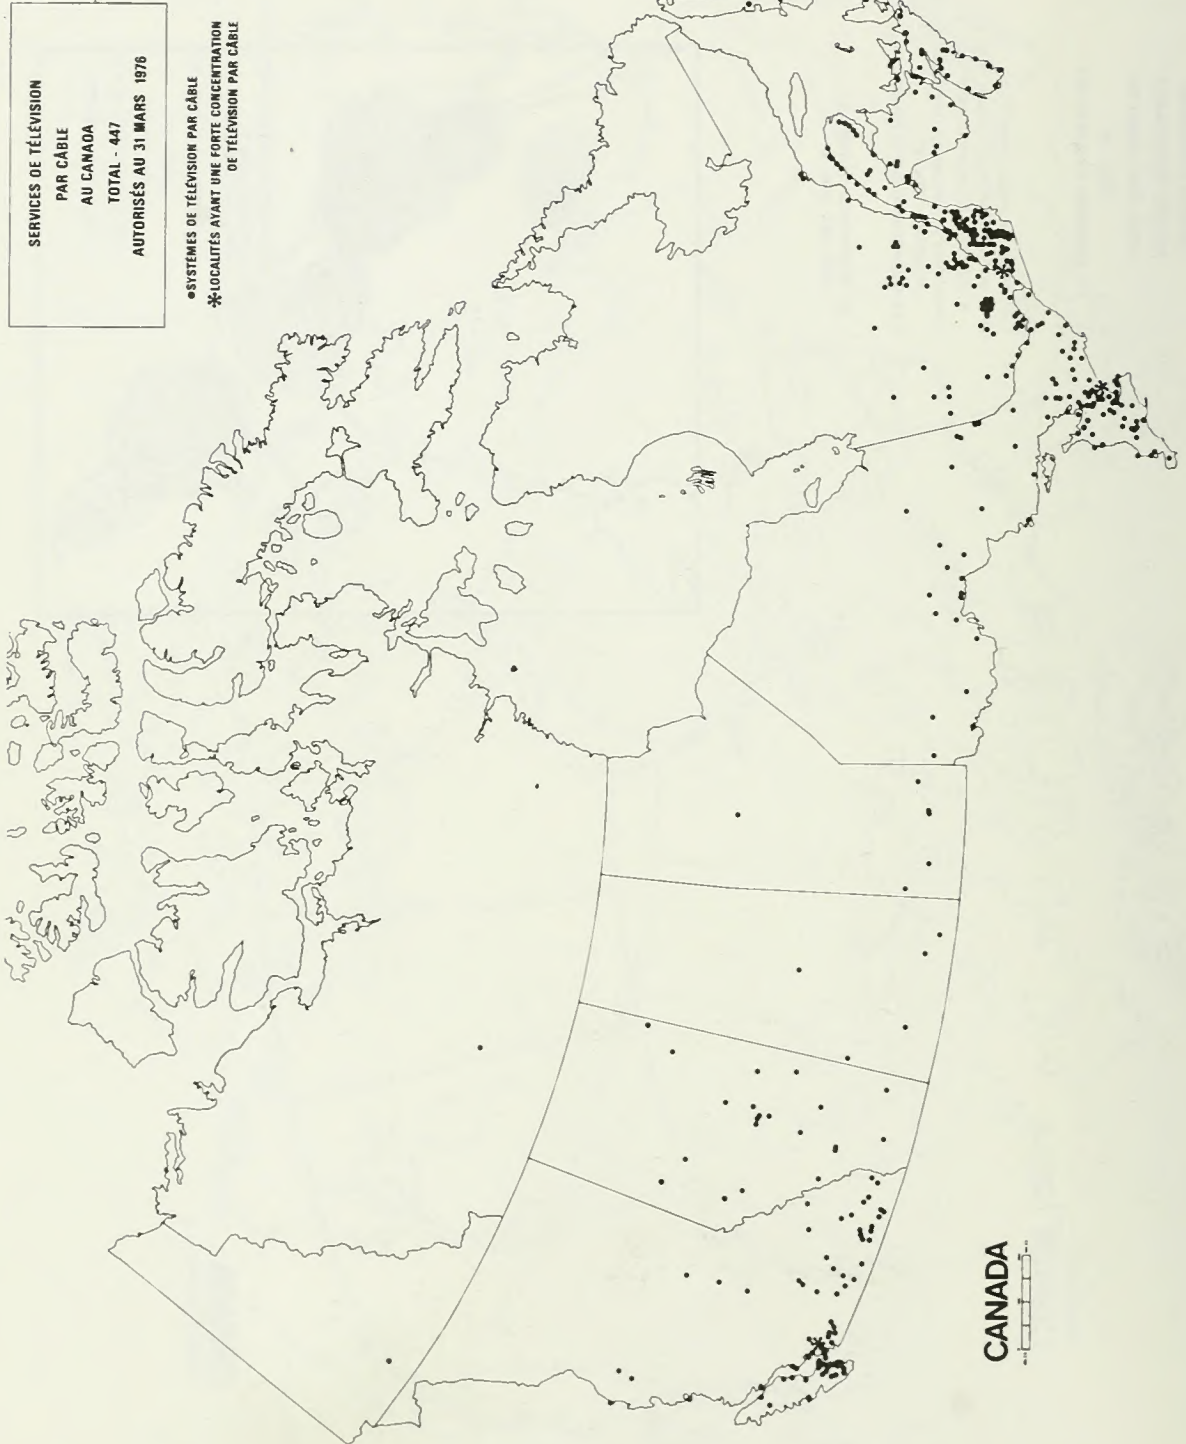 SERVICES DE TÉLÉVISION
PAR CÂBLE
AU CANADA
TOTAL - 447
AUTORISÉS AU 31 MARS 1976
●SYSTÈMES DE TÉLÉVISION PAR CÂBLE
✱LOCALITÉS AYANT UNE FORTE CONCENTRATION
DE TÉLÉVISION PAR CÂBLE
CANADA